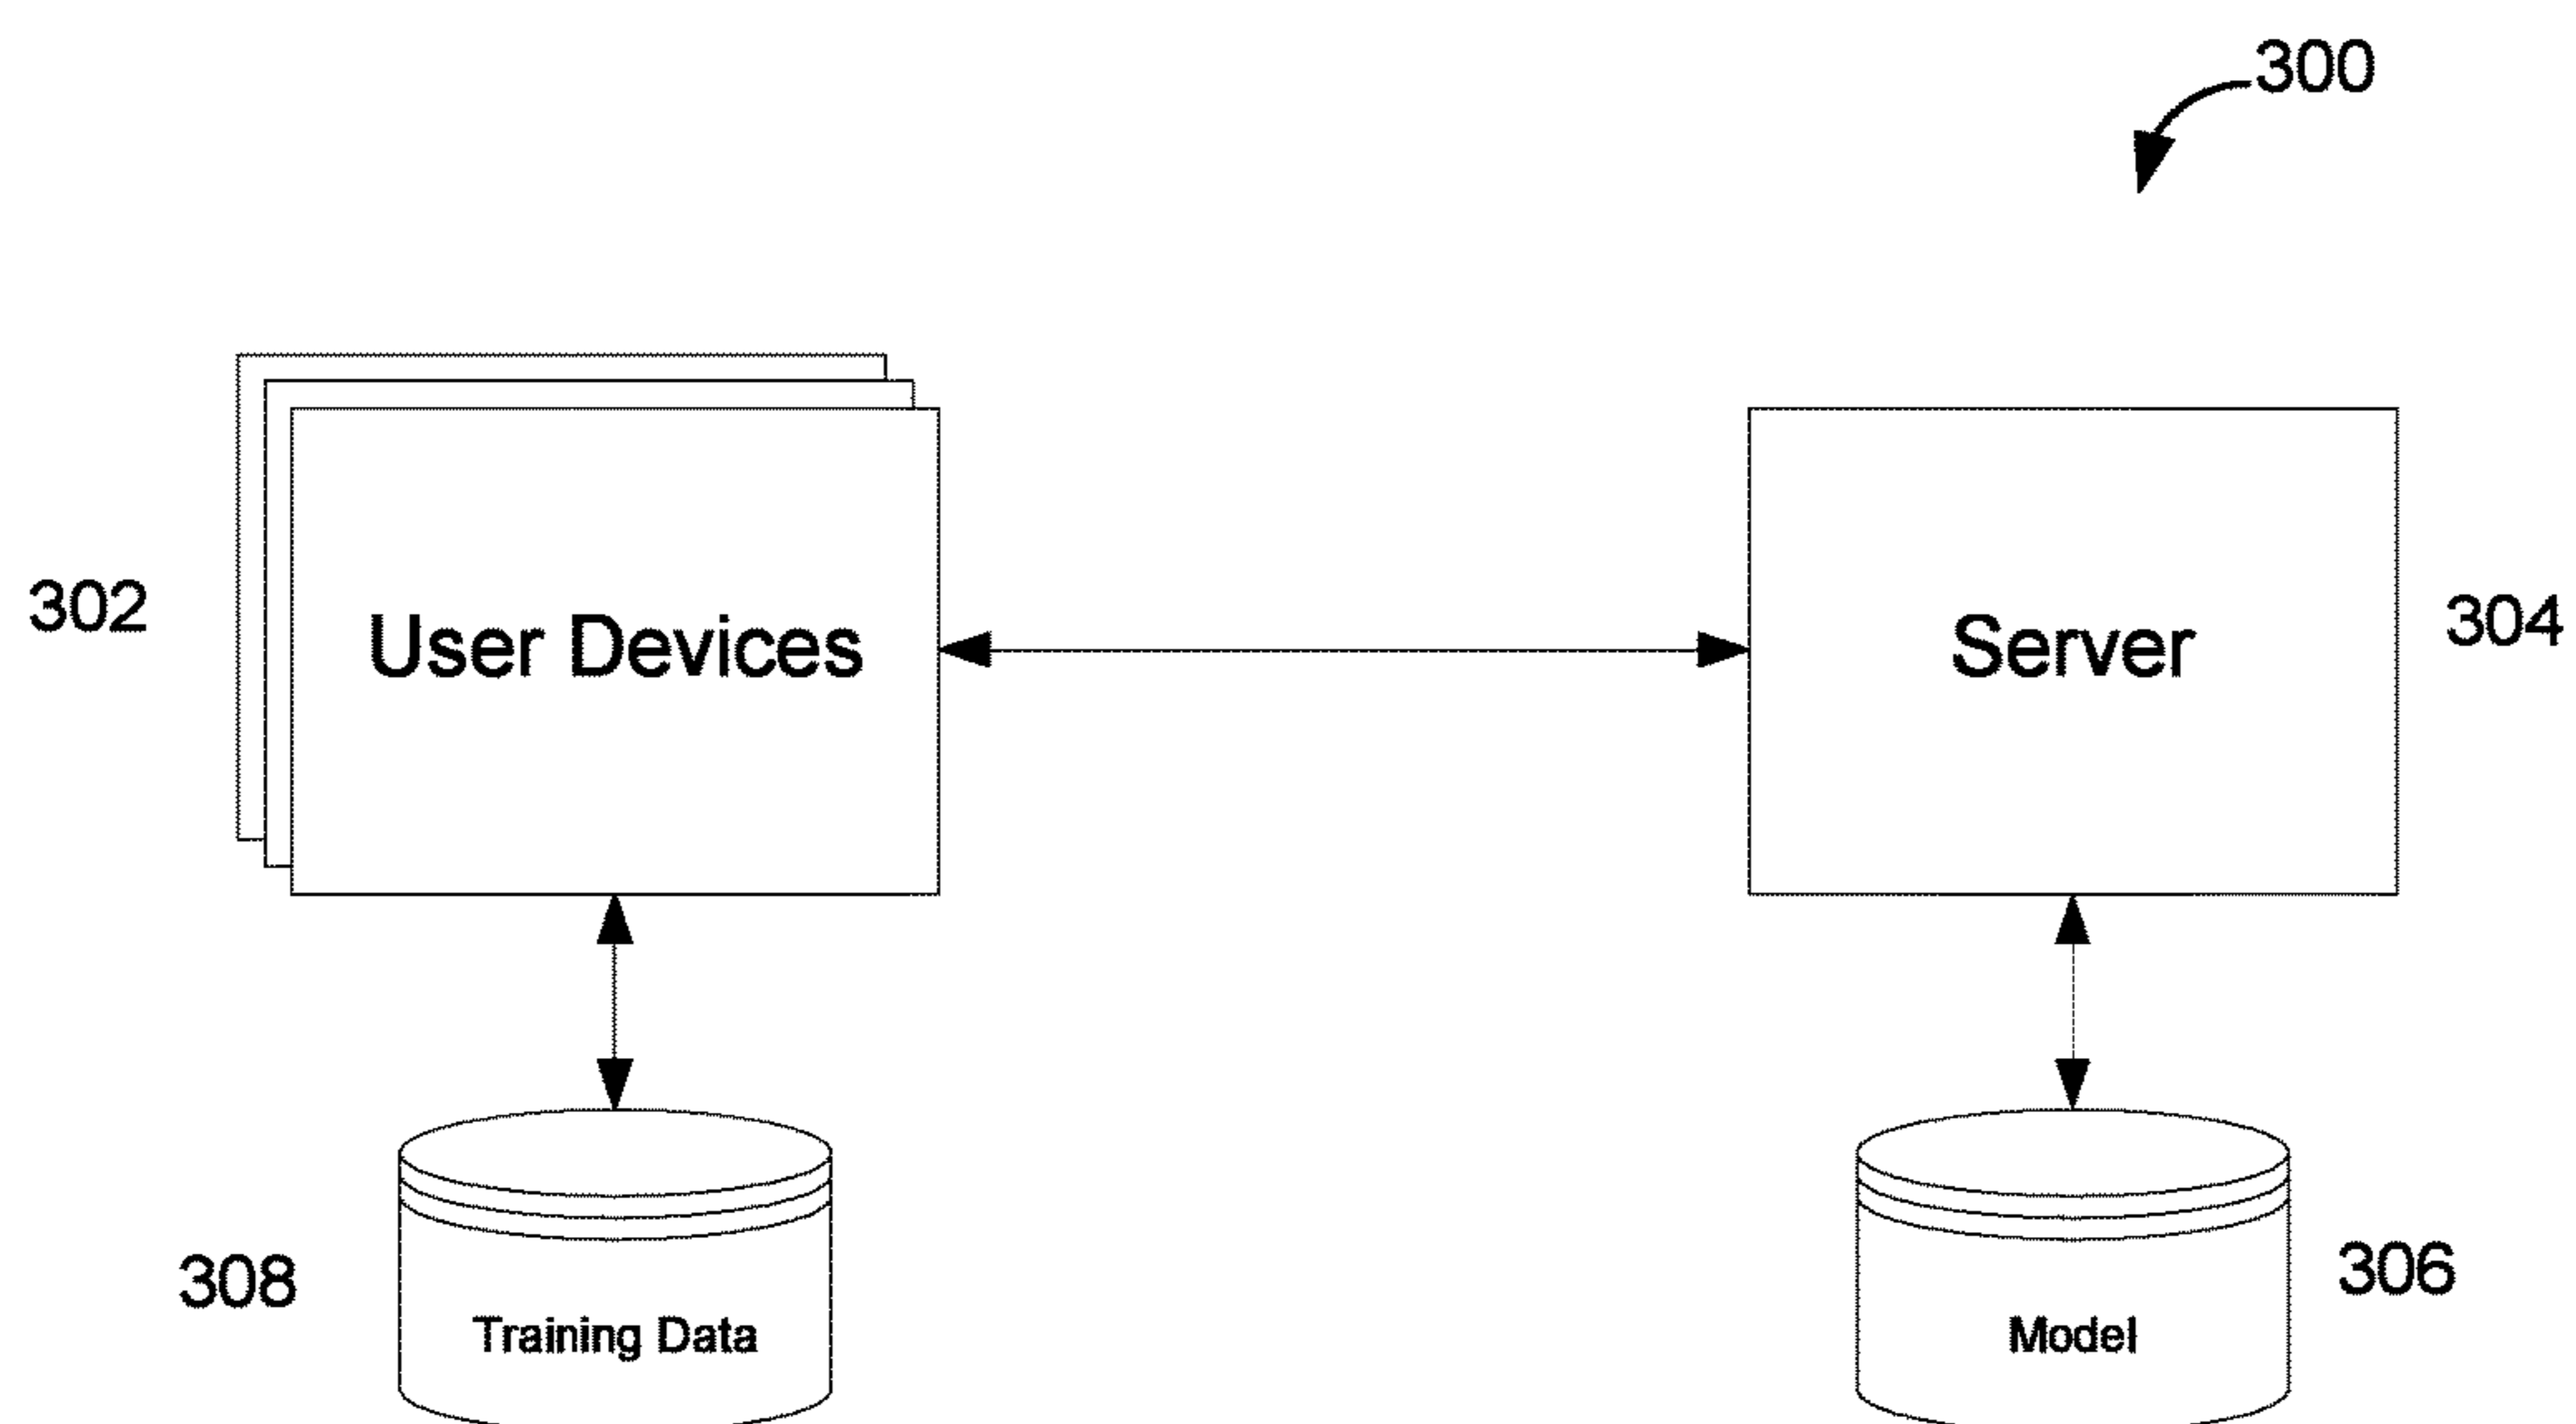 300
302
User Devices
Server
304
308
Training Data
Model
306